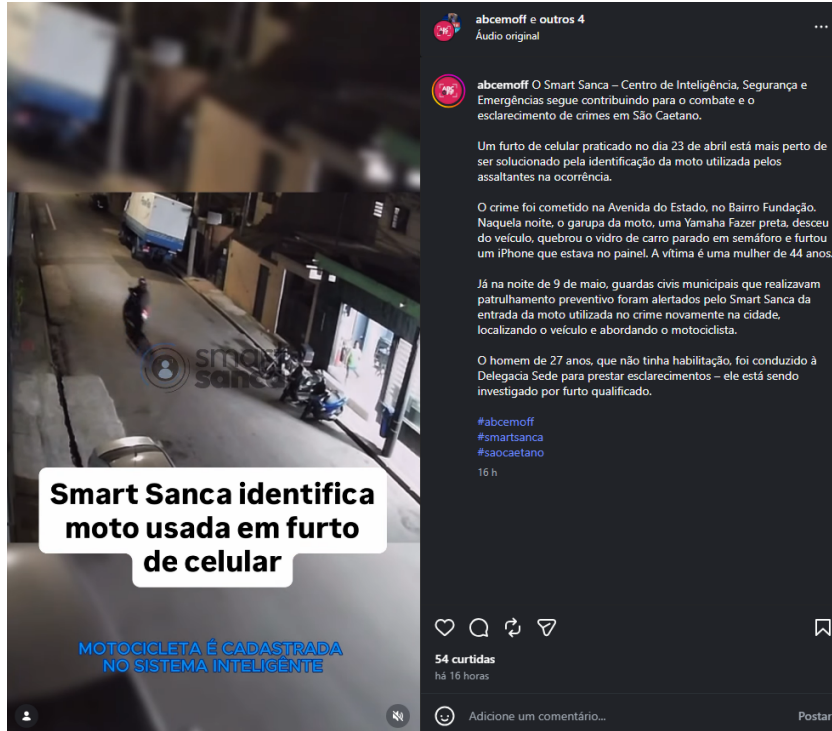 smart
sanca
Smart Sanca identifica
moto usada em furto
de celular
MOTOCICLETA É CADASTRADA
NO SISTEMA INTELIGENTE
abcemoff e outros 4
Áudio original
abcemoff O Smart Sanca – Centro de Inteligência, Segurança e
Emergências segue contribuindo para o combate e o
esclarecimento de crimes em São Caetano.
Um furto de celular praticado no dia 23 de abril está mais perto de
ser solucionado pela identificação da moto utilizada pelos
assaltantes na ocorrência.
O crime foi cometido na Avenida do Estado, no Bairro Fundação.
Naquela noite, o garupa da moto, uma Yamaha Fazer preta, desceu
do veículo, quebrou o vidro de carro parado em semáforo e furtou
um iPhone que estava no painel. A vítima é uma mulher de 44 anos.
Já na noite de 9 de maio, guardas civis municipais que realizavam
patrulhamento preventivo foram alertados pelo Smart Sanca da
entrada da moto utilizada no crime novamente na cidade,
localizando o veículo e abordando o motociclista.
O homem de 27 anos, que não tinha habilitação, foi conduzido à
Delegacia Sede para prestar esclarecimentos – ele está sendo
investigado por furto qualificado.
#abcemoff
#smartsanca
#saocaetano
16 h
54 curtidas
há 16 horas
Adicione um comentário...
Postar